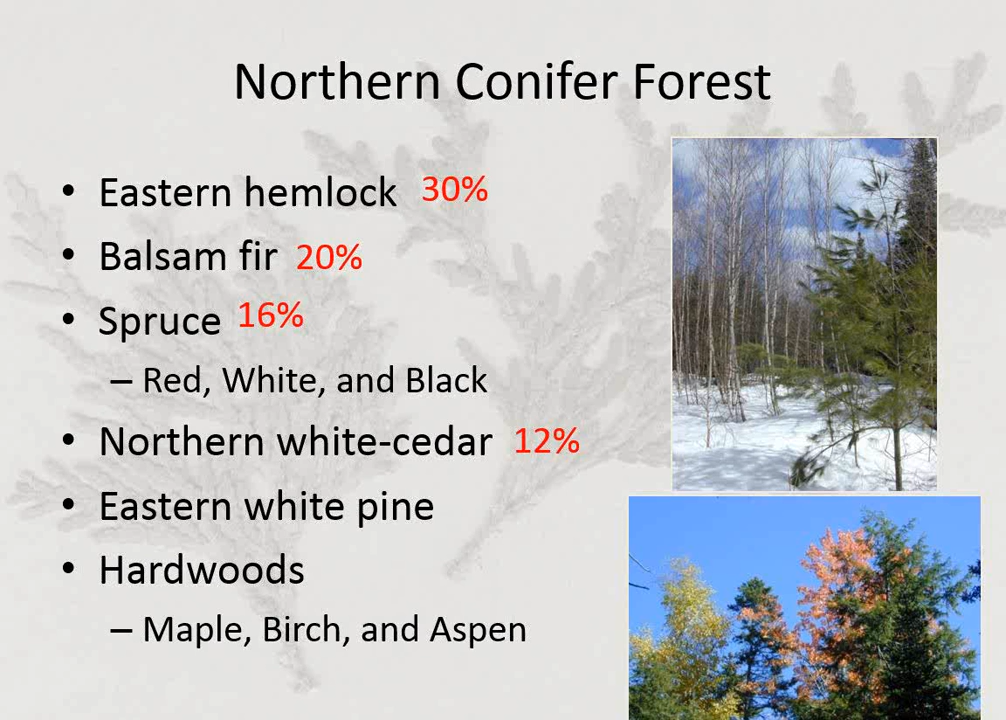 Northern Conifer Forest
• Eastern hemlock 30%
• Balsam fir 20%
• Spruce 16%
– Red, White, and Black
• Northern white-cedar 12%
• Eastern white pine
• Hardwoods
– Maple, Birch, and Aspen